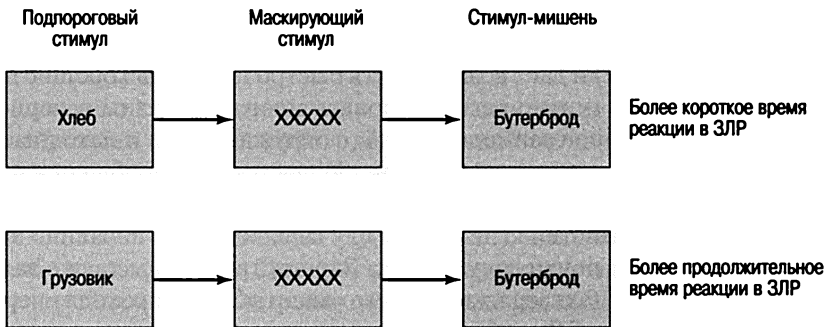 Подпороговый
стимул
Маскирующий
стимул
Стимул-мишень
Хлеб
XXXXX
Бутерброд
Более короткое время
реакции в ЗЛР
Грузовик
XXXXX
Бутерброд
Более продолжительное
время реакции в ЗЛР